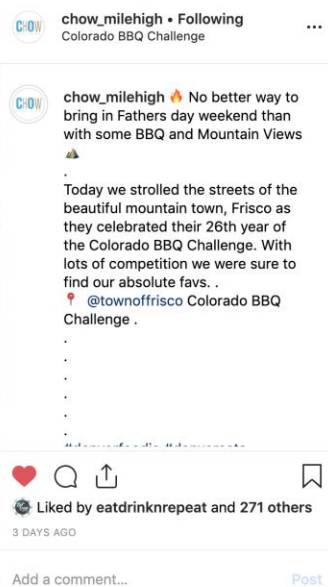 CHOW
chow_milehigh • Following
Colorado BBQ Challenge
CHOW
chow_milehigh 🔥 No better way to
bring in Fathers day weekend than
with some BBQ and Mountain Views
⛰
.
Today we strolled the streets of the
beautiful mountain town, Frisco as
they celebrated their 26th year of
the Colorado BBQ Challenge. With
lots of competition we were sure to
find our absolute favs. .
📍 @townoffrisco Colorado BBQ
Challenge .
.
.
.
.
.
.
Liked by eatdrinknrepeat and 271 others
3 DAYS AGO
Add a comment...
Post